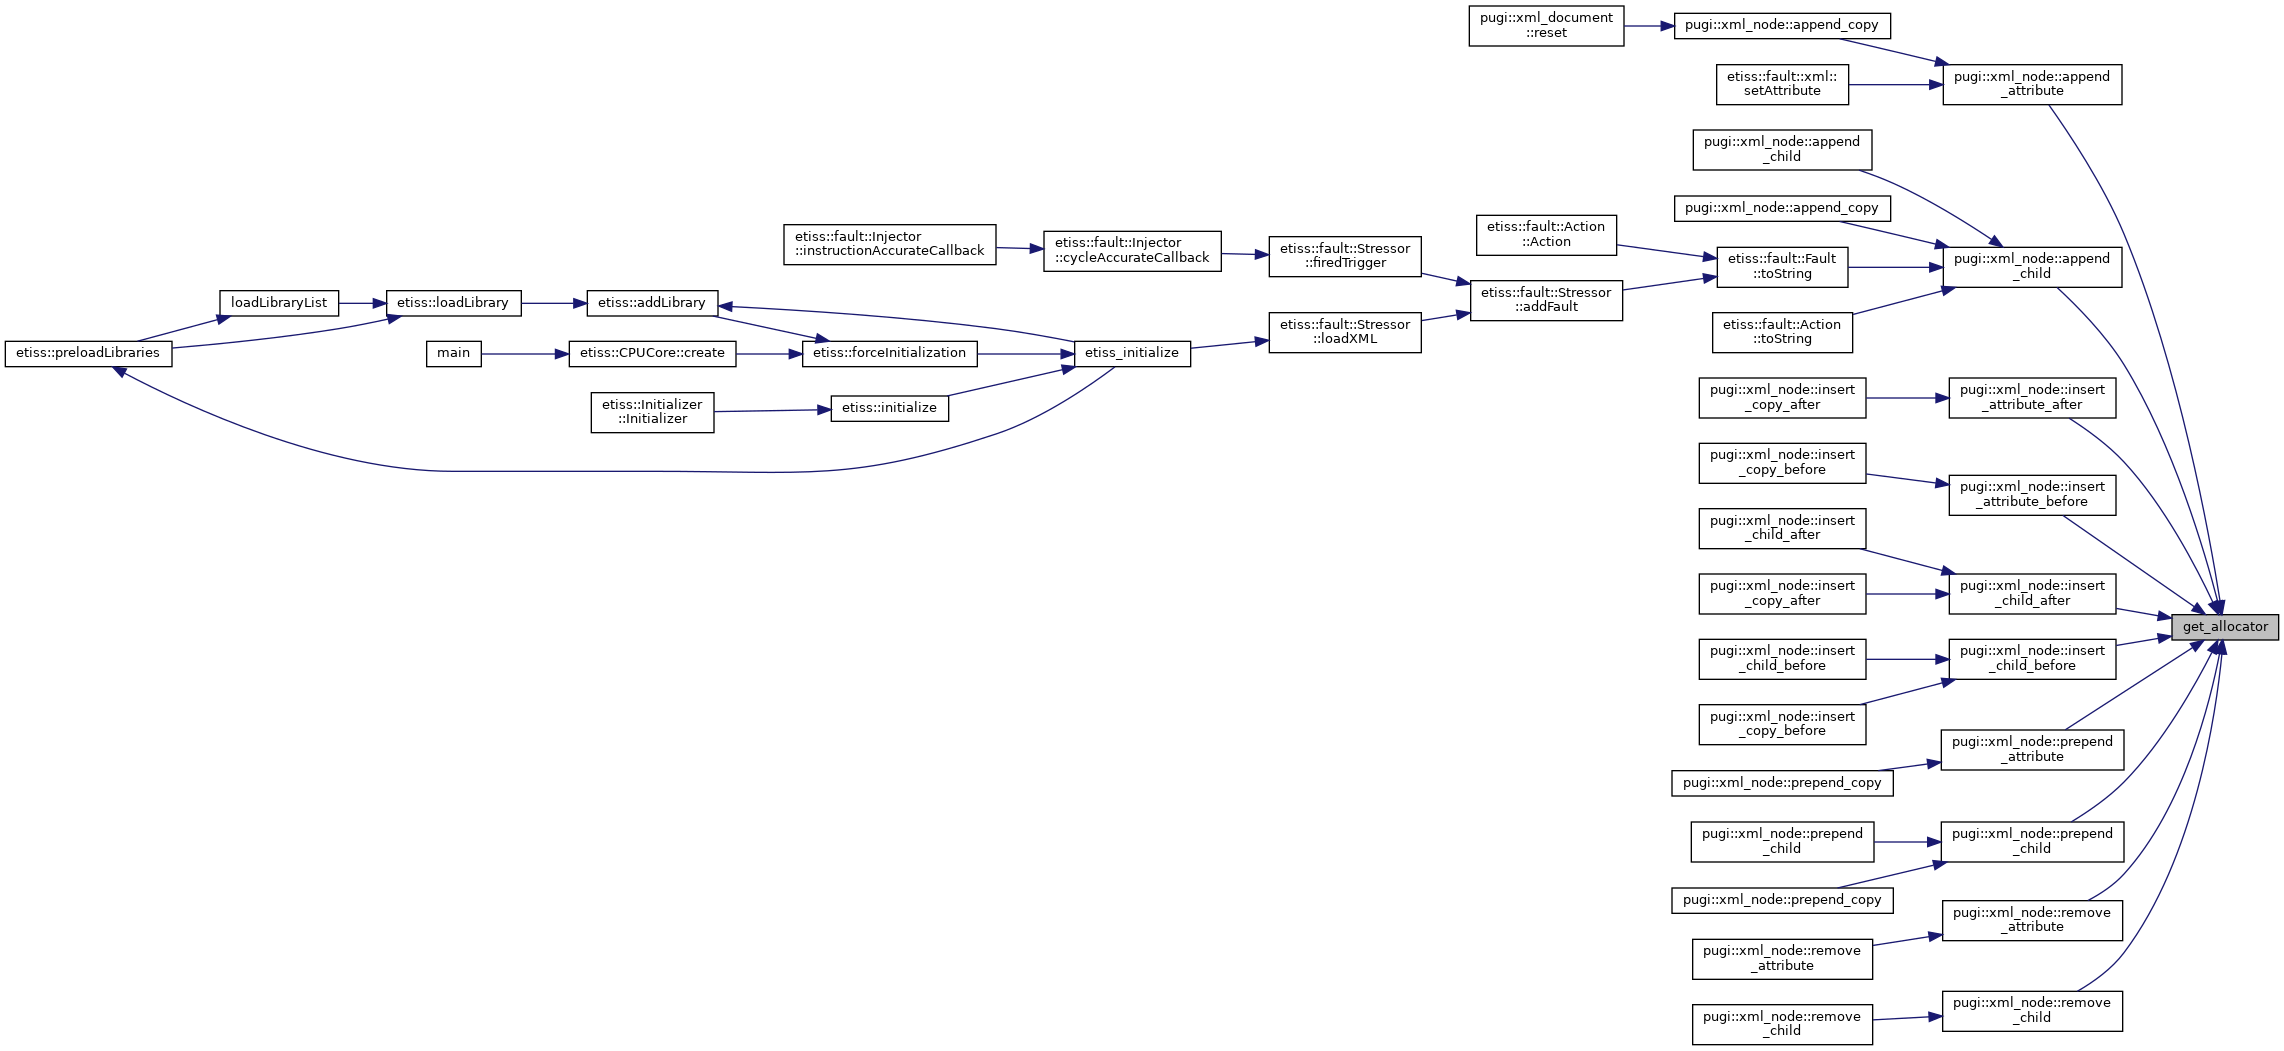 pugi::xml_document
::reset
pugi::xml_node::append_copy
etiss::fault::xml::
setAttribute
pugi::xml_node::append
_attribute
pugi::xml_node::append
_child
pugi::xml_node::append_copy
etiss::fault::Action
::Action
etiss::fault::Injector
::instructionAccurateCallback
etiss::fault::Injector
::cycleAccurateCallback
etiss::fault::Stressor
::firedTrigger
etiss::fault::Fault
::toString
pugi::xml_node::append
_child
etiss::fault::Stressor
::addFault
loadLibraryList
etiss::loadLibrary
etiss::addLibrary
etiss::fault::Stressor
::loadXML
etiss::fault::Action
::toString
etiss::preloadLibraries
main
etiss::CPUCore::create
etiss::forceInitialization
etiss_initialize
etiss::Initializer
::Initializer
etiss::initialize
pugi::xml_node::insert
_copy_after
pugi::xml_node::insert
_attribute_after
pugi::xml_node::insert
_copy_before
pugi::xml_node::insert
_attribute_before
pugi::xml_node::insert
_child_after
pugi::xml_node::insert
_copy_after
pugi::xml_node::insert
_child_after
get_allocator
pugi::xml_node::insert
_child_before
pugi::xml_node::insert
_child_before
pugi::xml_node::insert
_copy_before
pugi::xml_node::prepend
_attribute
pugi::xml_node::prepend_copy
pugi::xml_node::prepend
_child
pugi::xml_node::prepend
_child
pugi::xml_node::prepend_copy
pugi::xml_node::remove
_attribute
pugi::xml_node::remove
_attribute
pugi::xml_node::remove
_child
pugi::xml_node::remove
_child